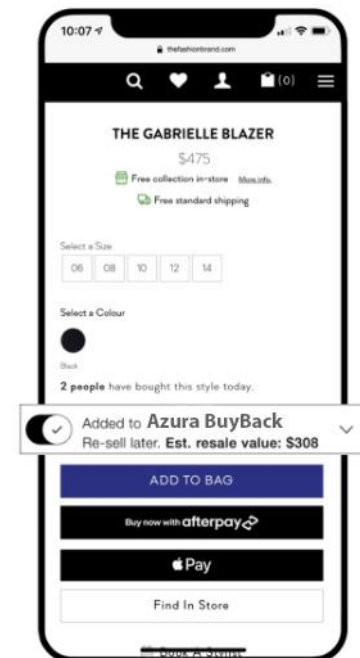 10:07
thefashionbrand.com
(0)
THE GABRIELLE BLAZER
$475
Free collection in-store More info.
Free standard shipping
Select a Size
06 08 10 12 14
Select a Colour
Black
2 people have bought this style today.
Added to Azura BuyBack
Re-sell later. Est. resale value: $308
ADD TO BAG
Buy now with afterpay
Pay
Find In Store
Book A Stylist